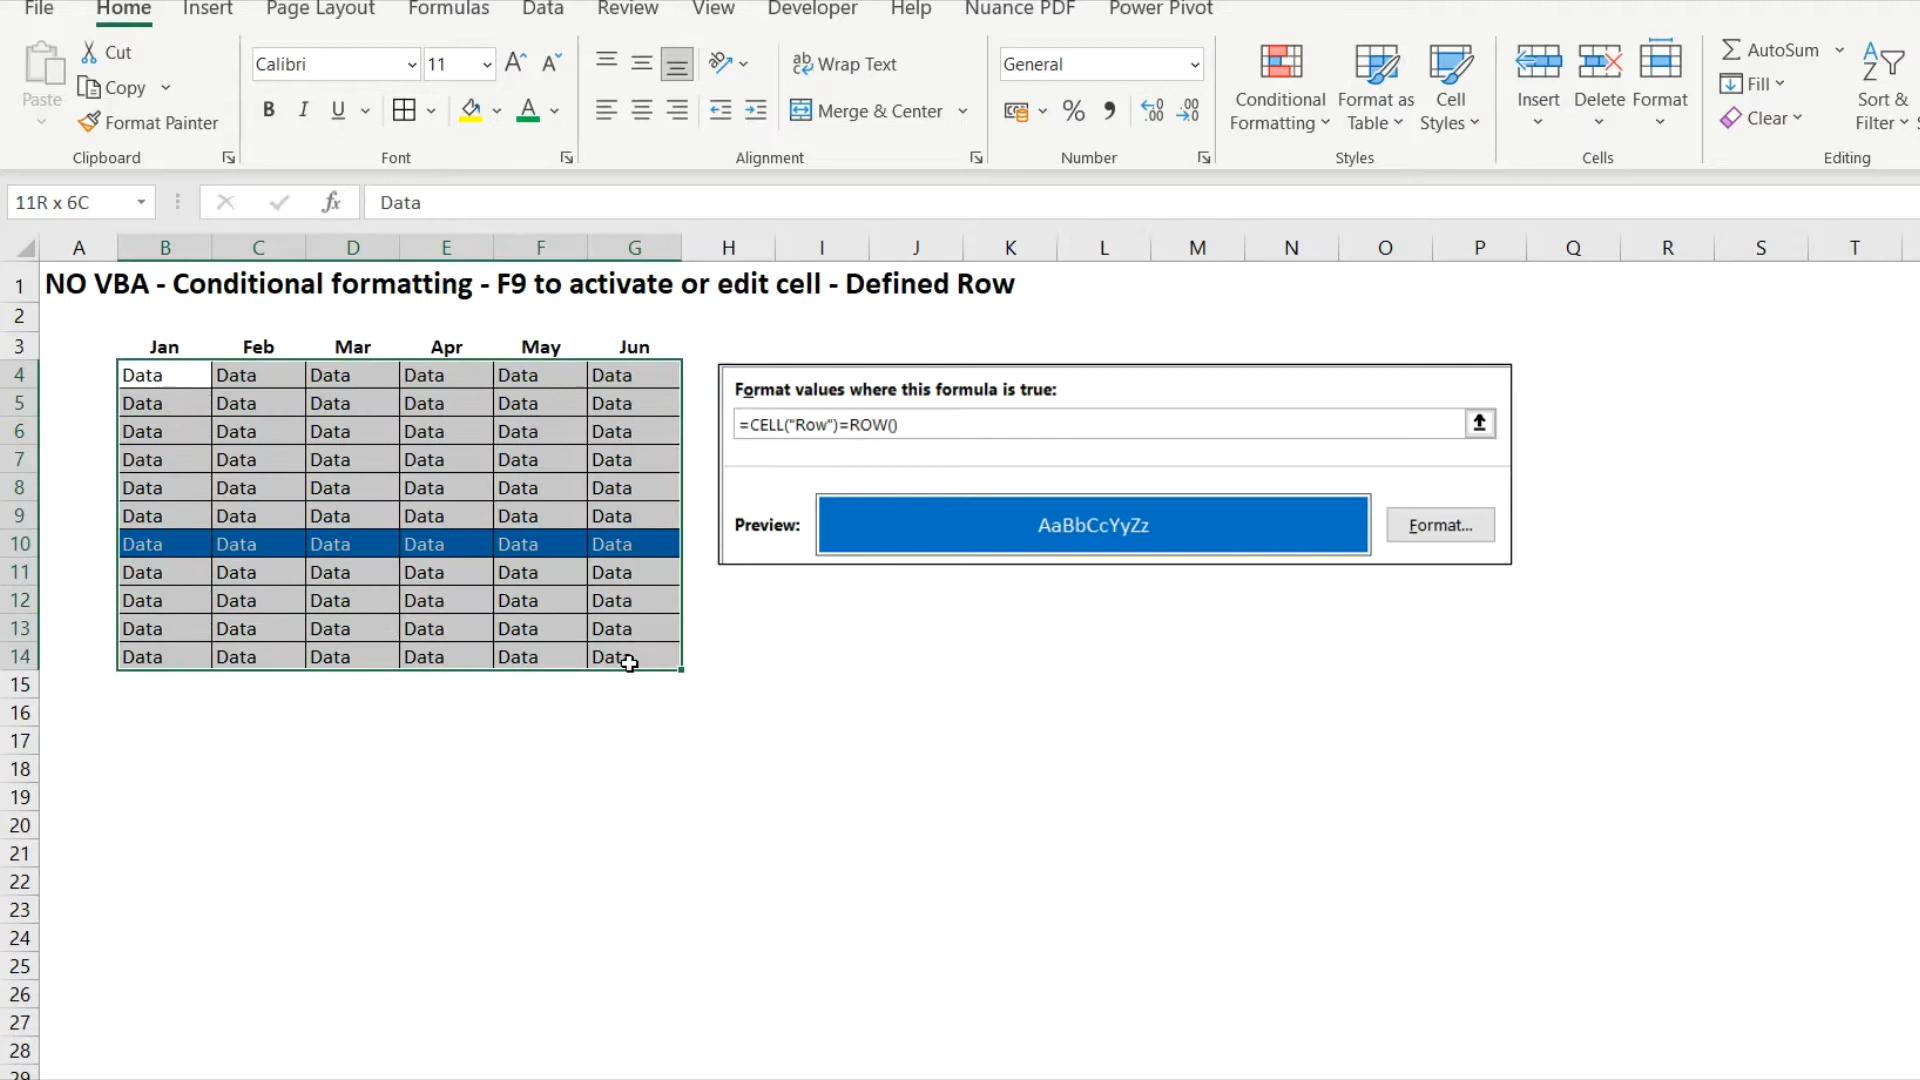 File Home Insert Page Layout Formulas Data Review View Developer Help Nuance PDF Power Pivot
Paste
Cut
Copy
Format Painter
Clipboard
Calibri 11
B I U A
Font
Wrap Text
Merge & Center
Alignment
General
% 9 .00
Number
Conditional Formatting
Format as Table
Cell Styles
Styles
Insert Delete Format
Cells
AutoSum
Fill
Clear
Sort &
Filter
Editing
11R x 6C fx Data
A B C D E F G H I J K L M N O P Q R S T
1 NO VBA - Conditional formatting - F9 to activate or edit cell - Defined Row
2
3 Jan Feb Mar Apr May Jun
4 Data Data Data Data Data Data
5 Data Data Data Data Data Data
6 Data Data Data Data Data Data
7 Data Data Data Data Data Data
8 Data Data Data Data Data Data
9 Data Data Data Data Data Data
10 Data Data Data Data Data Data
11 Data Data Data Data Data Data
12 Data Data Data Data Data Data
13 Data Data Data Data Data Data
14 Data Data Data Data Data Data
15
16
17
18
19
20
21
22
23
24
25
26
27
28
29
Format values where this formula is true:
=CELL("Row")=ROW()
Preview: AaBbCcYyZz Format...